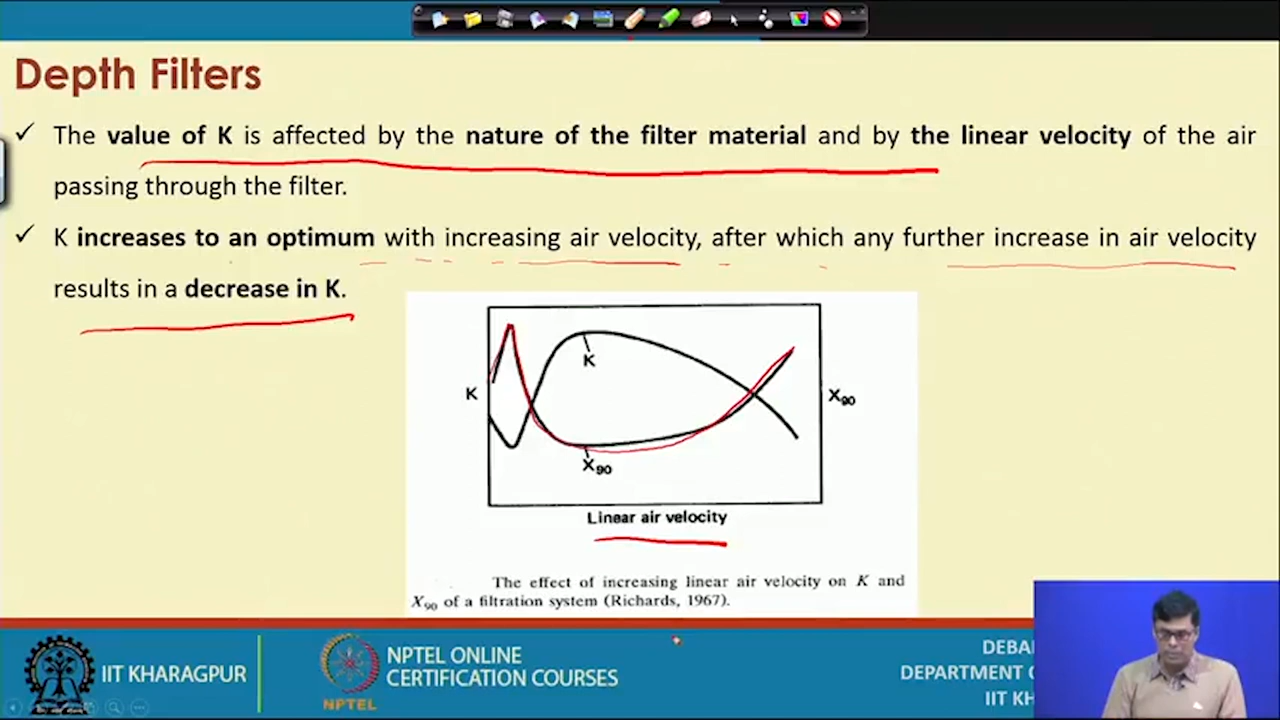 Depth Filters
✓ The value of K is affected by the nature of the filter material and by the linear velocity of the air
passing through the filter.
✓ K increases to an optimum with increasing air velocity, after which any further increase in air velocity
results in a decrease in K.
K
K
X90
X90
Linear air velocity
The effect of increasing linear air velocity on K and
X90 of a filtration system (Richards, 1967).
IIT KHARAGPUR
NPTEL
NPTEL ONLINE
CERTIFICATION COURSES
DEBA
DEPARTMENT
IIT KH